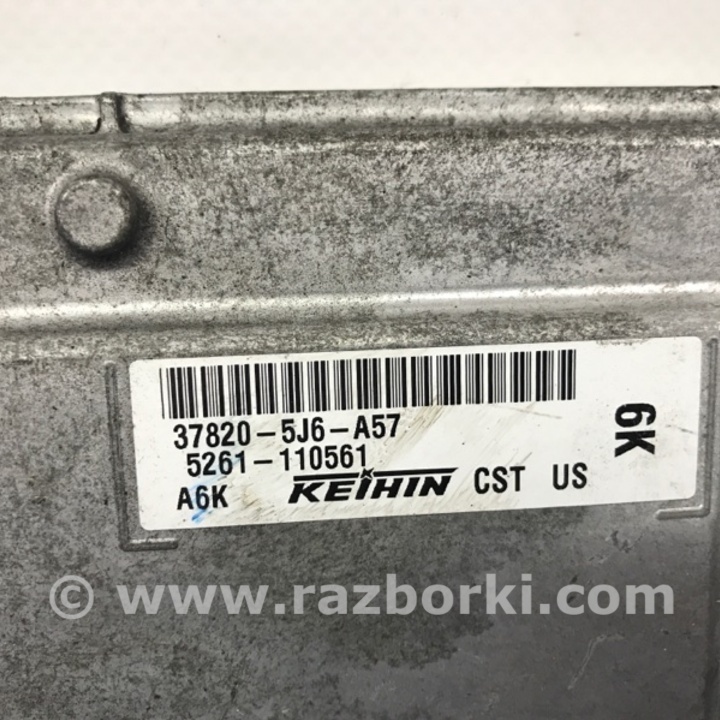 37820-5J6-A57
5261-110561
A6K KEIHIN CST US
6K
© www.razborki.com